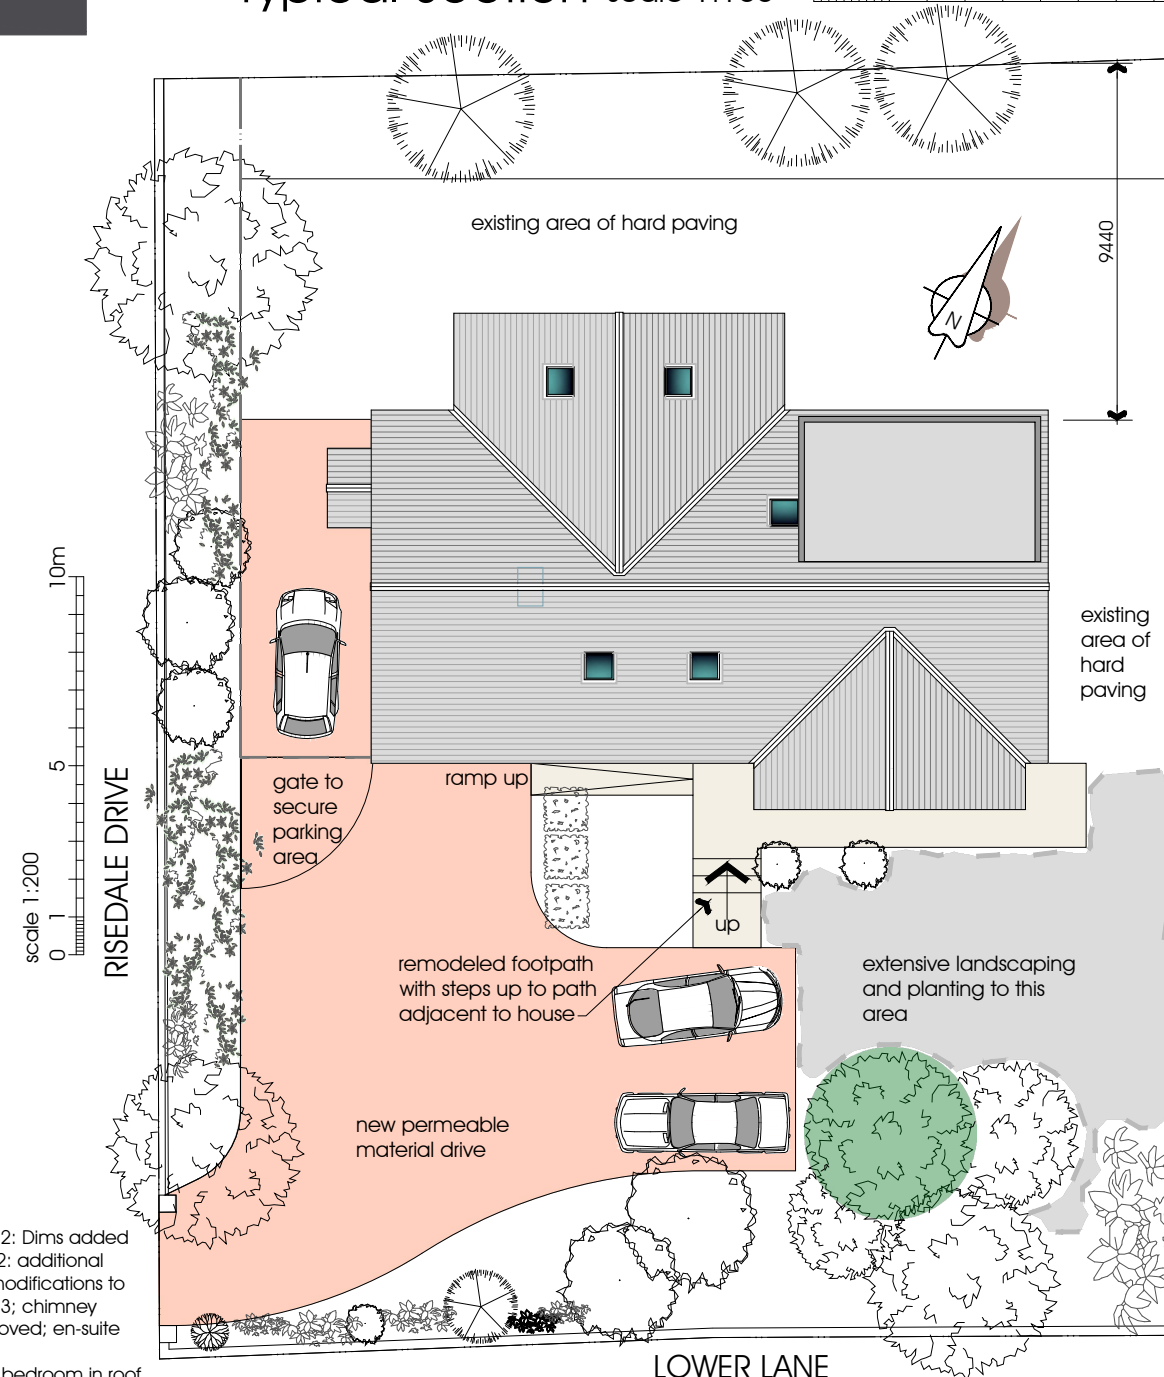 existing area of hard paving
9440
N
existing
area of
hard
paving
10m
5
1
0
scale 1:200
RISEDALE DRIVE
gate to
secure
parking
area
ramp up
up
remodeled footpath
with steps up to path
adjacent to house
extensive landscaping
and planting to this
area
new permeable
material drive
2: Dims added
2: additional
modifications to
3; chimney
en-suite
bedroom in roof
LOWER LANE